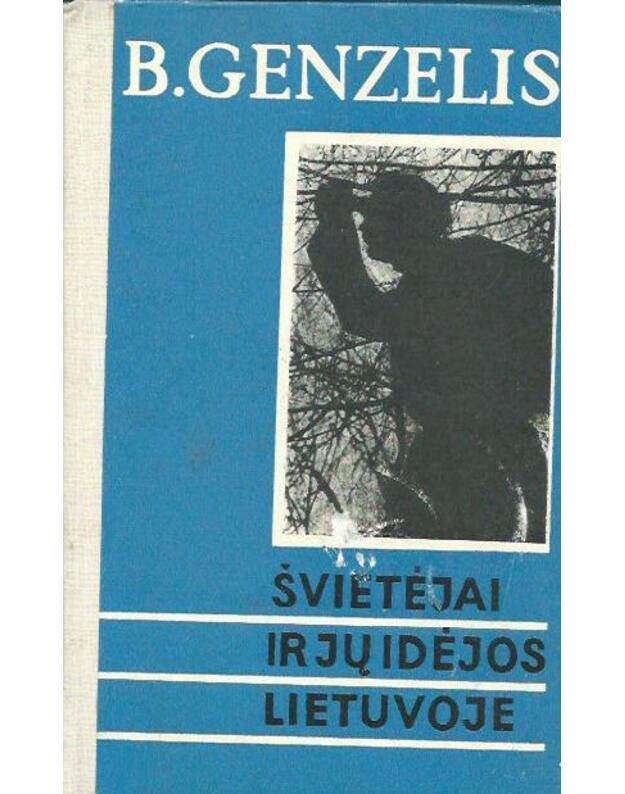 B.GENZELIS
ŠVIETĖJAI
IR JŲ IDĖJOS
LIETUVOJE